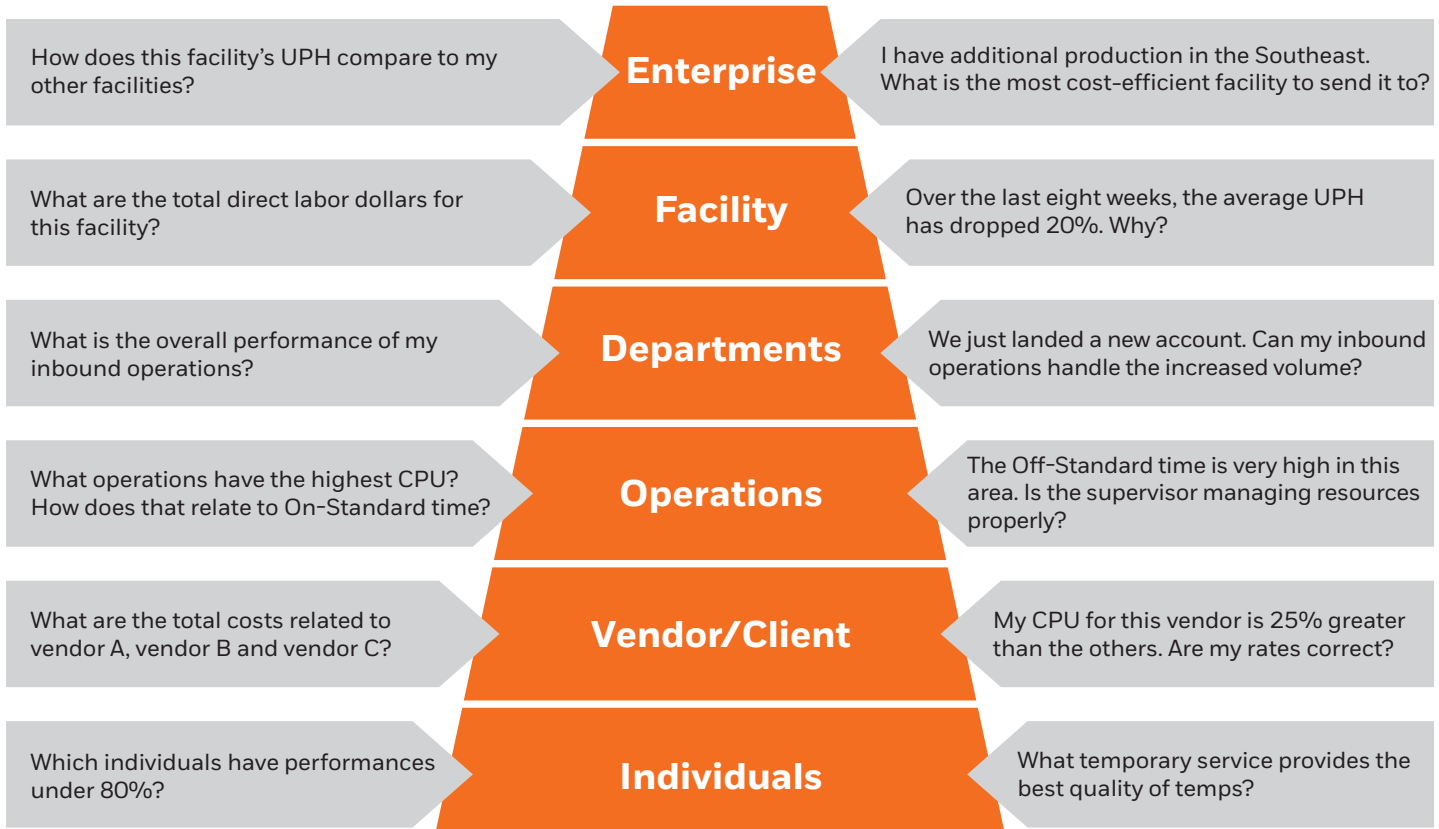 How does this facility's UPH compare to my
other facilities?
Enterprise
I have additional production in the Southeast.
What is the most cost-efficient facility to send it to?
What are the total direct labor dollars for
this facility?
Facility
Over the last eight weeks, the average UPH
has dropped 20%. Why?
What is the overall performance of my
inbound operations?
Departments
We just landed a new account. Can my inbound
operations handle the increased volume?
What operations have the highest CPU?
How does that relate to On-Standard time?
Operations
The Off-Standard time is very high in this
area. Is the supervisor managing resources
properly?
What are the total costs related to
vendor A, vendor B and vendor C?
Vendor/Client
My CPU for this vendor is 25% greater
than the others. Are my rates correct?
Which individuals have performances
under 80%?
Individuals
What temporary service provides the
best quality of temps?